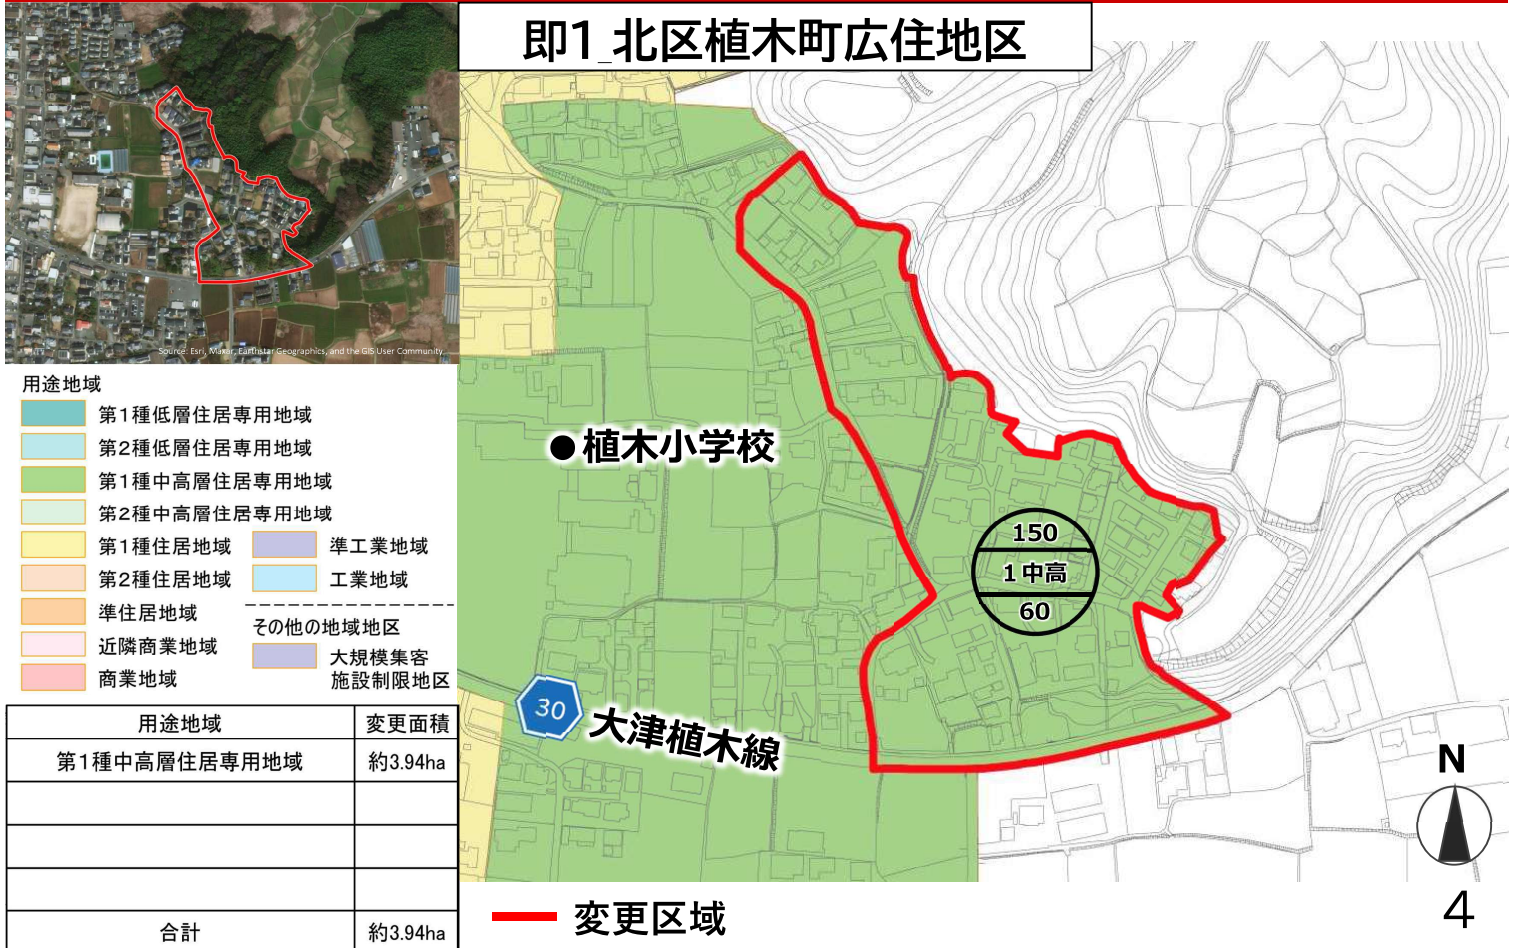 即1_北区植木町広住地区
Source: Esri, Maxar, Earthstar Geographics, and the GIS User Community
用途地域
第1種低層住居専用地域
第2種低層住居専用地域
第1種中高層住居専用地域
第2種中高層住居専用地域
第1種住居地域
第2種住居地域
準住居地域
近隣商業地域
商業地域
準工業地域
工業地域
その他の地域地区
大規模集客
施設制限地区
用途地域 変更面積
第1種中高層住居専用地域 約3.94ha
合計 約3.94ha
●植木小学校
150
1中高
60
30
大津植木線
N
変更区域
4